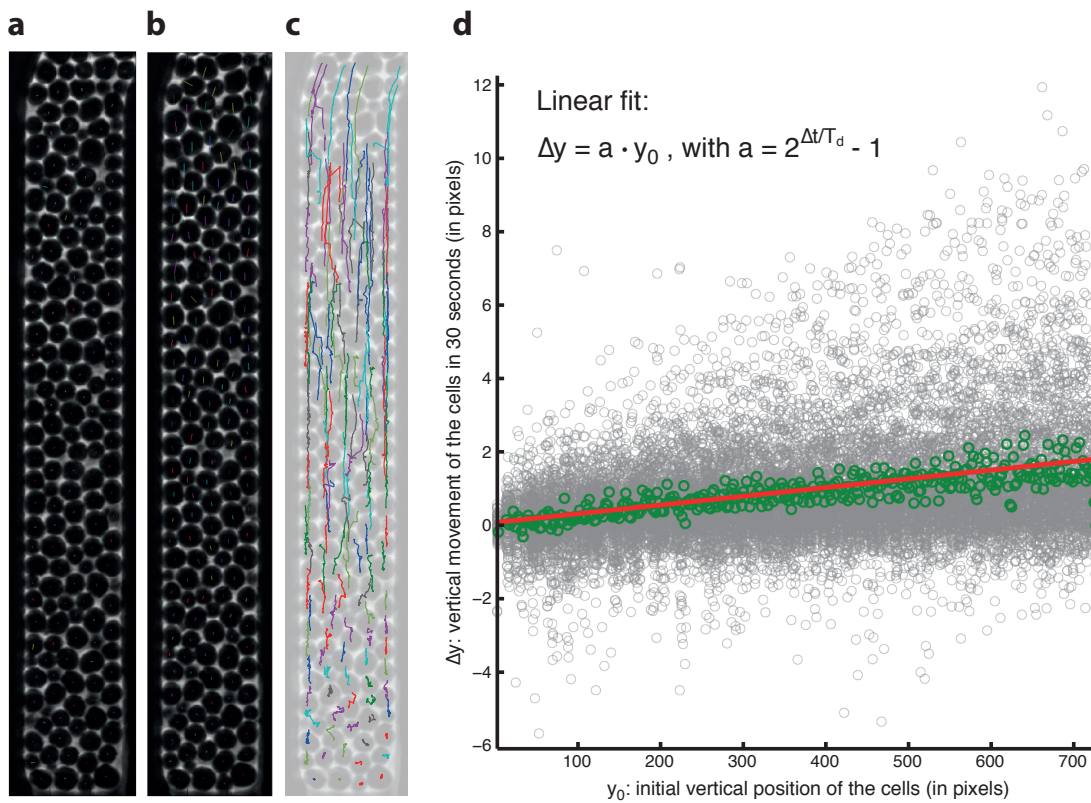 a b c d
Linear fit:
Δy = a · y₀ , with a = 2^Δt/T_d - 1
Δy: vertical movement of the cells in 30 seconds (in pixels)
12
10
8
6
4
2
0
−2
−4
−6
100 200 300 400 500 600 700
y₀: initial vertical position of the cells (in pixels)